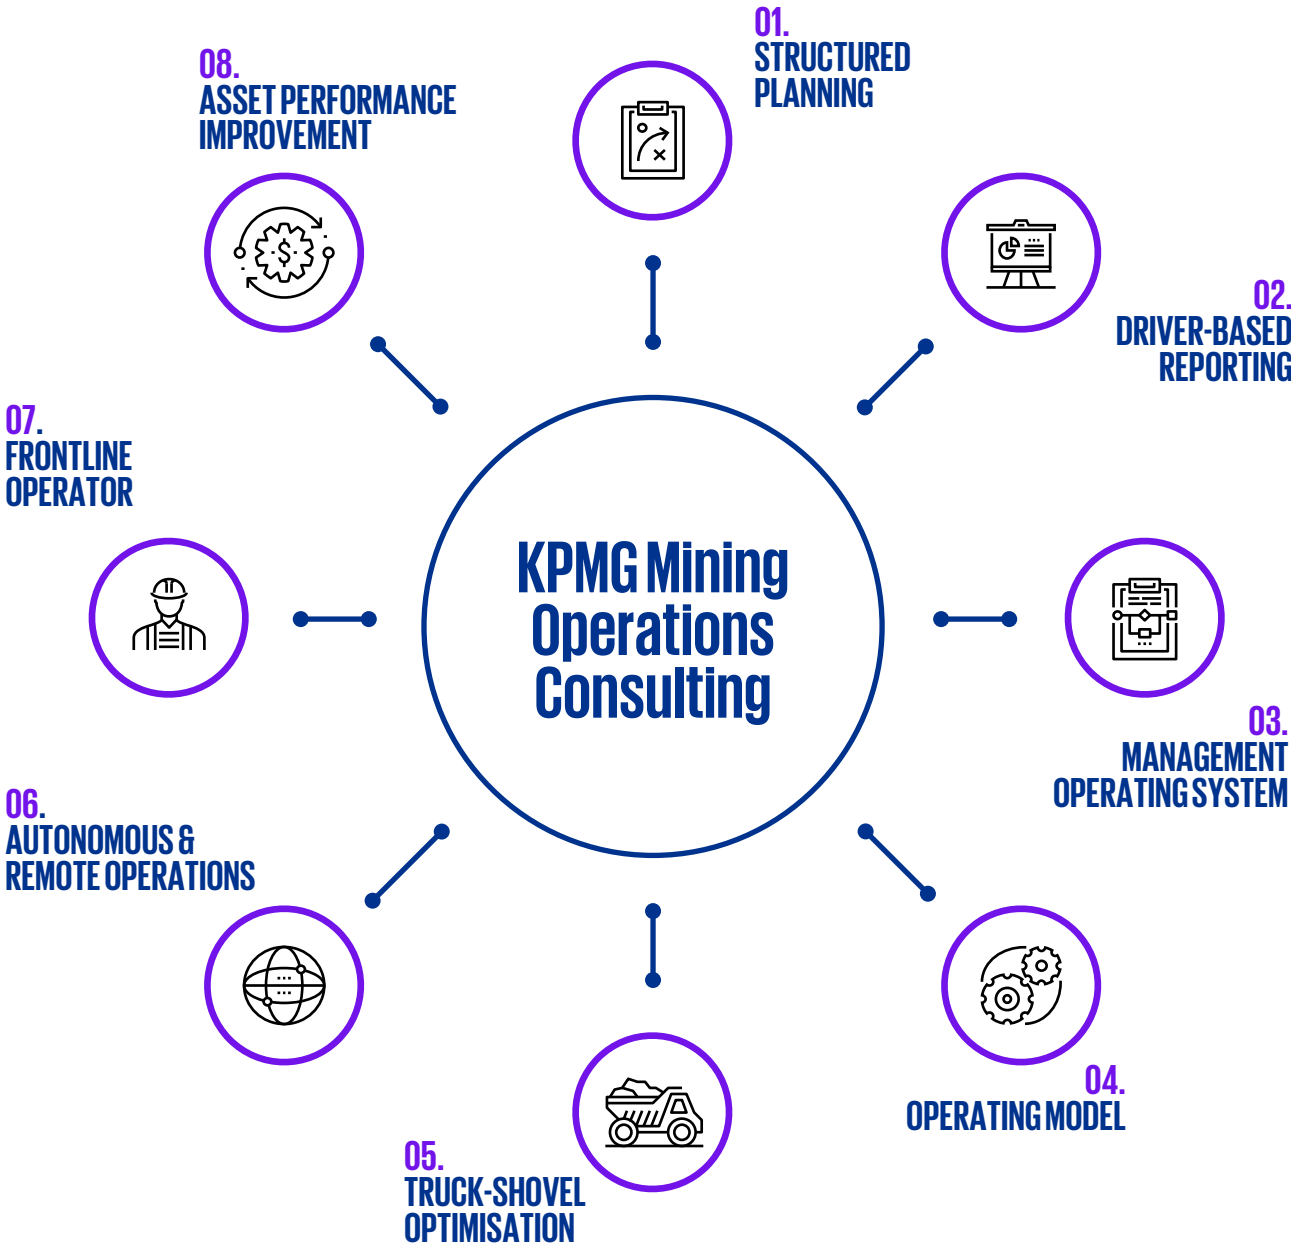 01.
STRUCTURED
PLANNING
02.
DRIVER-BASED
REPORTING
03.
MANAGEMENT
OPERATING SYSTEM
04.
OPERATING MODEL
05.
TRUCK-SHOVEL
OPTIMISATION
06.
AUTONOMOUS &
REMOTE OPERATIONS
07.
FRONTLINE
OPERATOR
08.
ASSET PERFORMANCE
IMPROVEMENT
KPMG Mining
Operations
Consulting